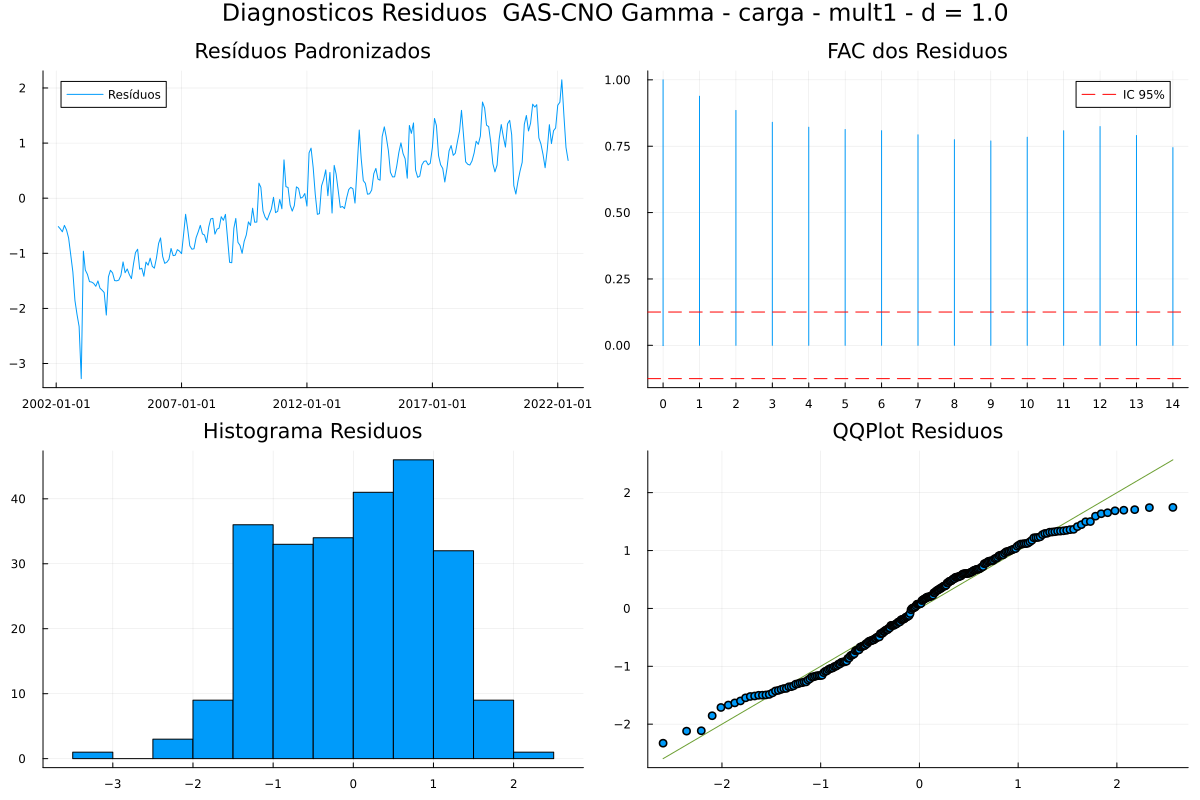 Diagnosticos Residuos  GAS-CNO Gamma - carga - mult1 - d = 1.0
Resíduos Padronizados
2
1
0
−1
−2
−3
Resíduos
2002-01-01 2007-01-01 2012-01-01 2017-01-01 2022-01-01
FAC dos Residuos
1.00
0.75
0.50
0.25
0.00
IC 95%
0 1 2 3 4 5 6 7 8 9 10 11 12 13 14
Histograma Residuos
40
30
20
10
0
−3 −2 −1 0 1 2
QQPlot Residuos
2
1
0
−1
−2
−2 −1 0 1 2